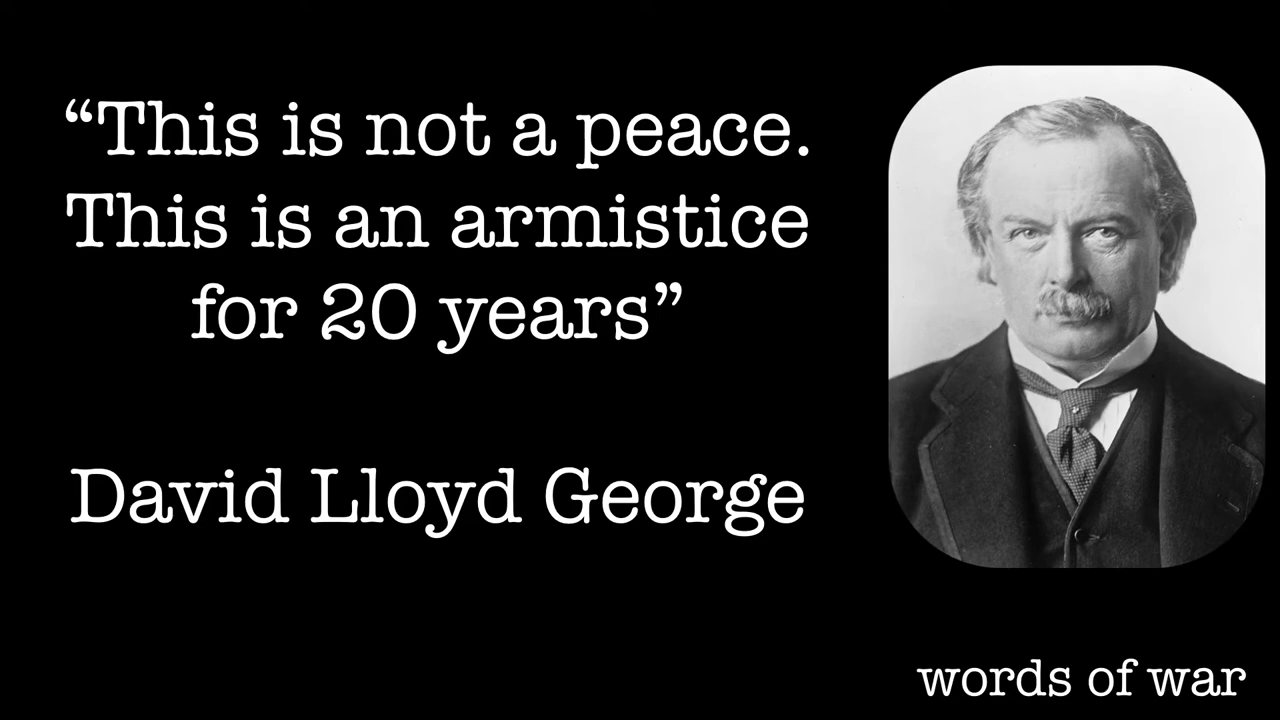 “This is not a peace.
This is an armistice
for 20 years”
David Lloyd George
words of war